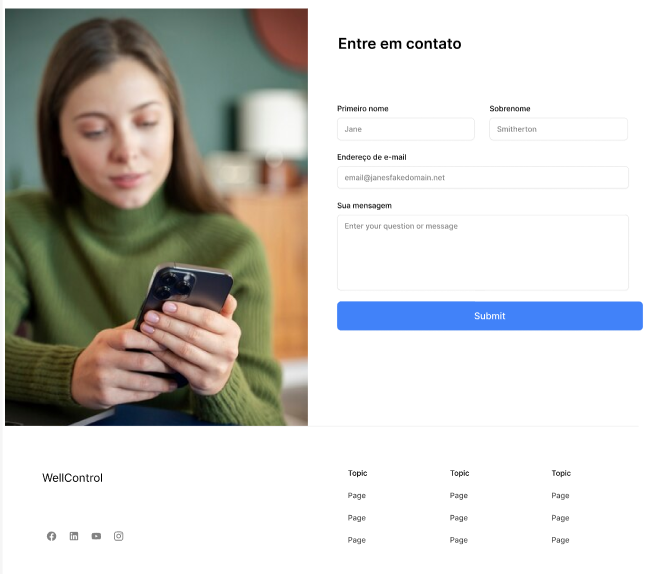 Entre em contato
Primeiro nome Sobrenome
Jane Smitherton
Endereço de e-mail
email@janesfakedomain.net
Sua mensagem
Enter your question or message
Submit
WellControl
Topic Topic Topic
Page Page Page
Page Page Page
Page Page Page